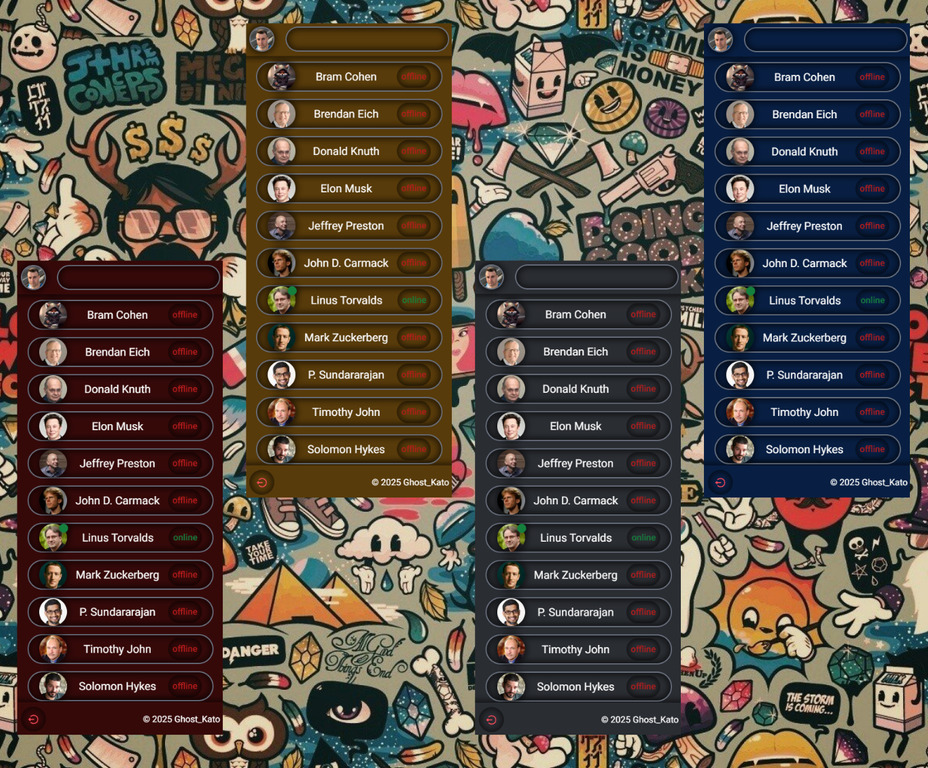 Bram Cohen offline
Brendan Eich offline
Donald Knuth offline
Elon Musk offline
Jeffrey Preston offline
John D. Carmack offline
Linus Torvalds online
Mark Zuckerberg offline
P. Sundararajan offline
Timothy John offline
Solomon Hykes offline
© 2025 Ghost_Kato
Bram Cohen offline
Brendan Eich offline
Donald Knuth offline
Elon Musk offline
Jeffrey Preston offline
John D. Carmack offline
Linus Torvalds online
Mark Zuckerberg offline
P. Sundararajan offline
Timothy John offline
Solomon Hykes offline
© 2025 Ghost_Kato
Bram Cohen offline
Brendan Eich offline
Donald Knuth offline
Elon Musk offline
Jeffrey Preston offline
John D. Carmack offline
Linus Torvalds online
Mark Zuckerberg offline
P. Sundararajan offline
Timothy John offline
Solomon Hykes offline
© 2025 Ghost_Kato
Bram Cohen offline
Brendan Eich offline
Donald Knuth offline
Elon Musk offline
Jeffrey Preston offline
John D. Carmack offline
Linus Torvalds online
Mark Zuckerberg offline
P. Sundararajan offline
Timothy John offline
Solomon Hykes offline
© 2025 Ghost_Kato
$ $ $
IS
MONEY
TAKE
YOUR
TIME
DANGER
All Good
Things
End
THE STORM
IS COMING...